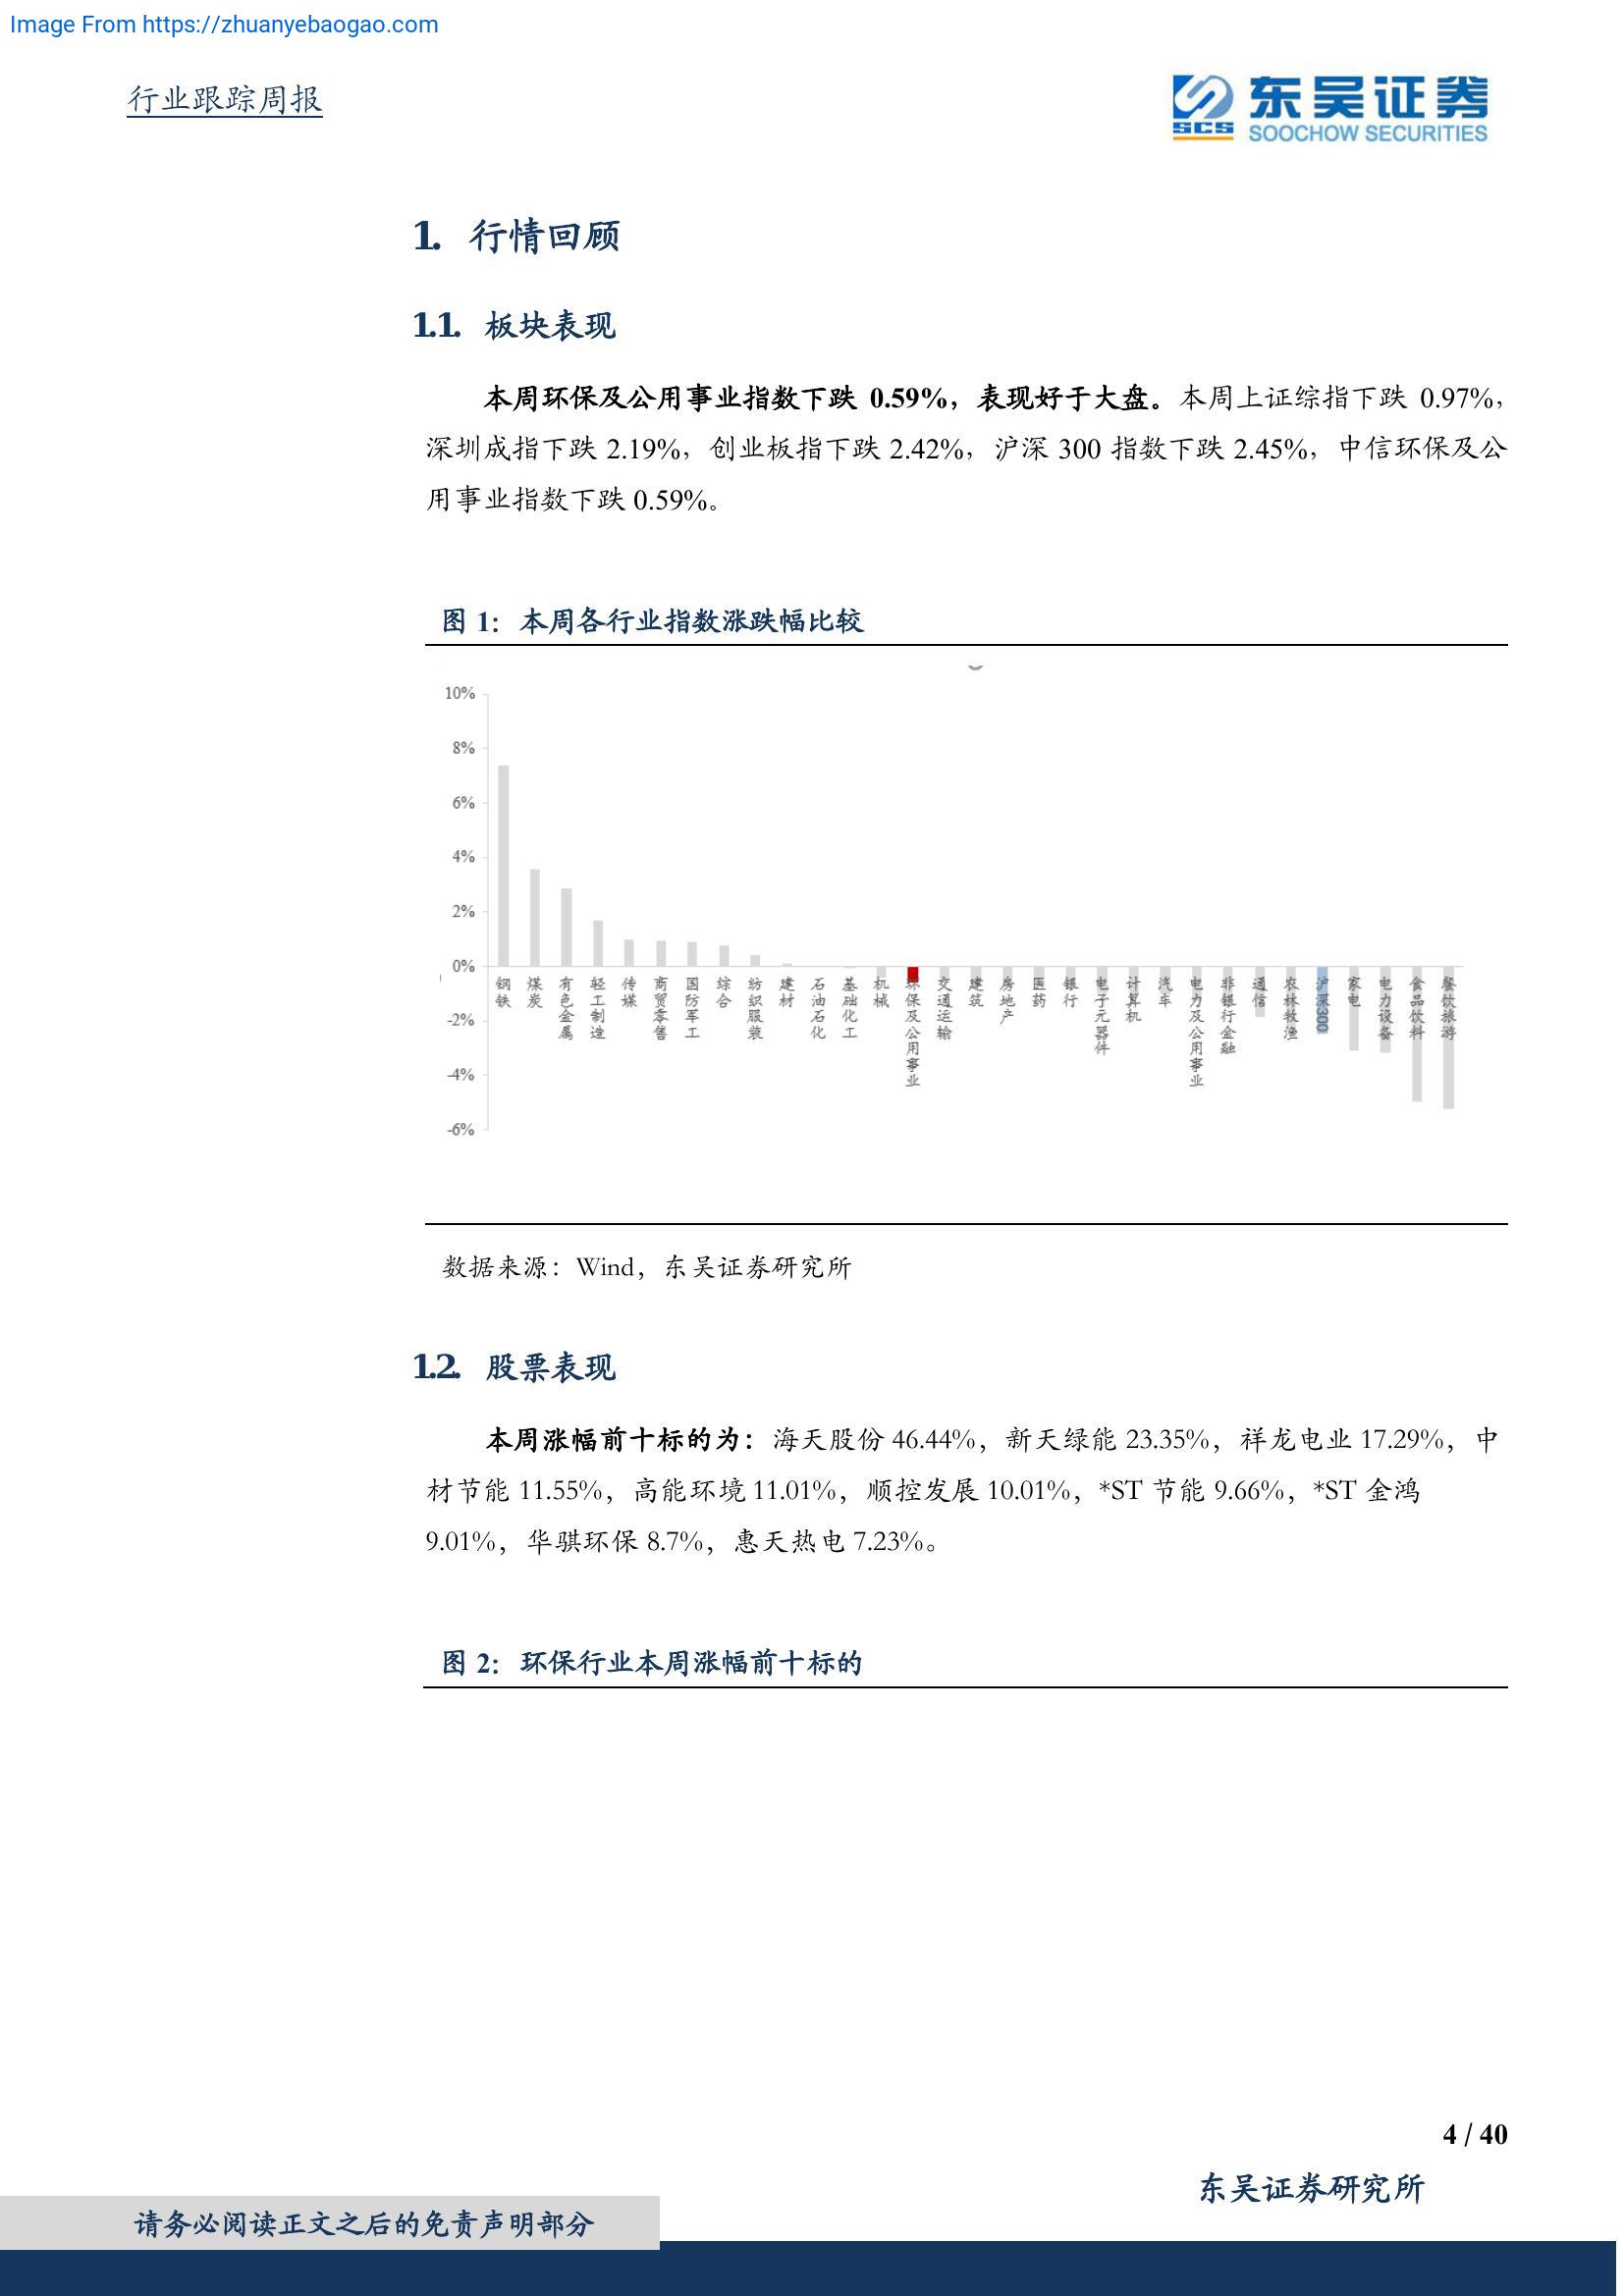 Image From https://zhuanyebaogao.com
行业跟踪周报
东吴证券
SCS
SOOCHOW SECURITIES
1. 行情回顾
1.1. 板块表现
本周环保及公用事业指数下跌 0.59%，表现好于大盘。本周上证综指下跌 0.97%，
深圳成指下跌 2.19%，创业板指下跌 2.42%，沪深 300 指数下跌 2.45%，中信环保及公
用事业指数下跌 0.59%。
图 1：本周各行业指数涨跌幅比较
10%
8%
6%
4%
2%
0%
-2%
-4%
-6%
钢铁
煤炭
有色金属
轻工制造
传媒
商贸零售
国防军工
综合
纺织服装
建材
石油石化
基础化工
机械
环保及公用事业
交通运输
建筑
房地产
医药
银行
电子元器件
计算机
汽车
电力及公用事业
非银行金融
通信
农林牧渔
沪深300
家电
电力设备
食品饮料
餐饮旅游
数据来源：Wind，东吴证券研究所
1.2. 股票表现
本周涨幅前十标的为：海天股份 46.44%，新天绿能 23.35%，祥龙电业 17.29%，中
材节能 11.55%，高能环境 11.01%，顺控发展 10.01%，*ST 节能 9.66%，*ST 金鸿
9.01%，华骐环保 8.7%，惠天热电 7.23%。
图 2：环保行业本周涨幅前十标的
4 / 40
东吴证券研究所
请务必阅读正文之后的免责声明部分